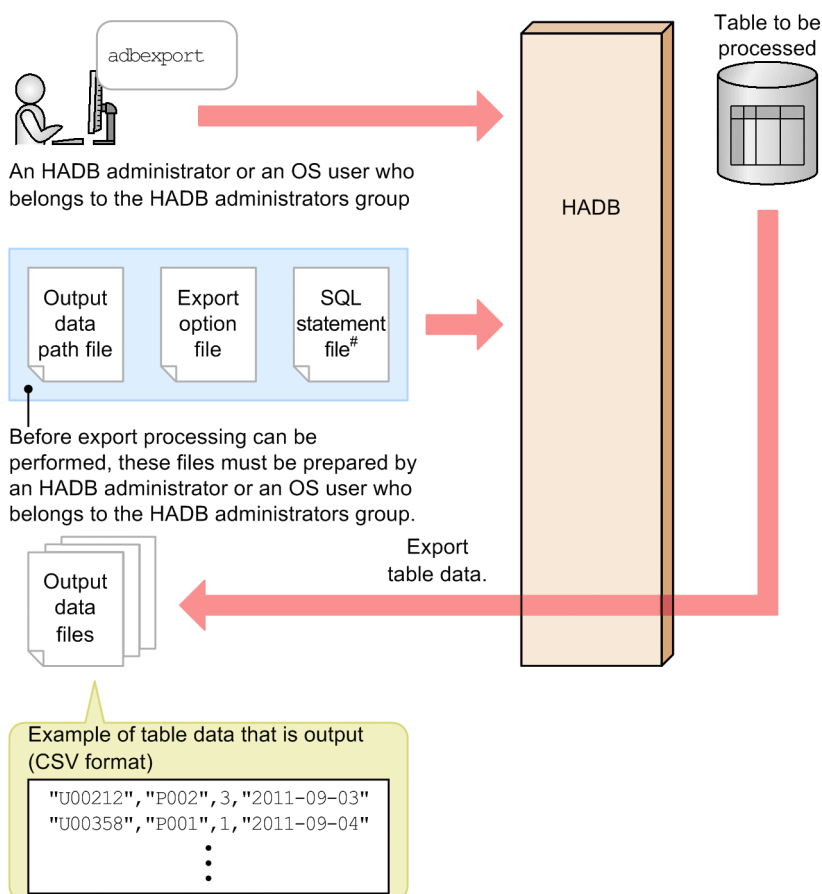 adbexport
Table to be
processed
An HADB administrator or an OS user who
belongs to the HADB administrators group
HADB
Output
data
path file
Export
option
file
SQL
statement
file#
Before export processing can be
performed, these files must be prepared by
an HADB administrator or an OS user who
belongs to the HADB administrators group.
Export
table data.
Output
data
files
Example of table data that is output
(CSV format)
"U00212","P002",3,"2011-09-03"
"U00358","P001",1,"2011-09-04"